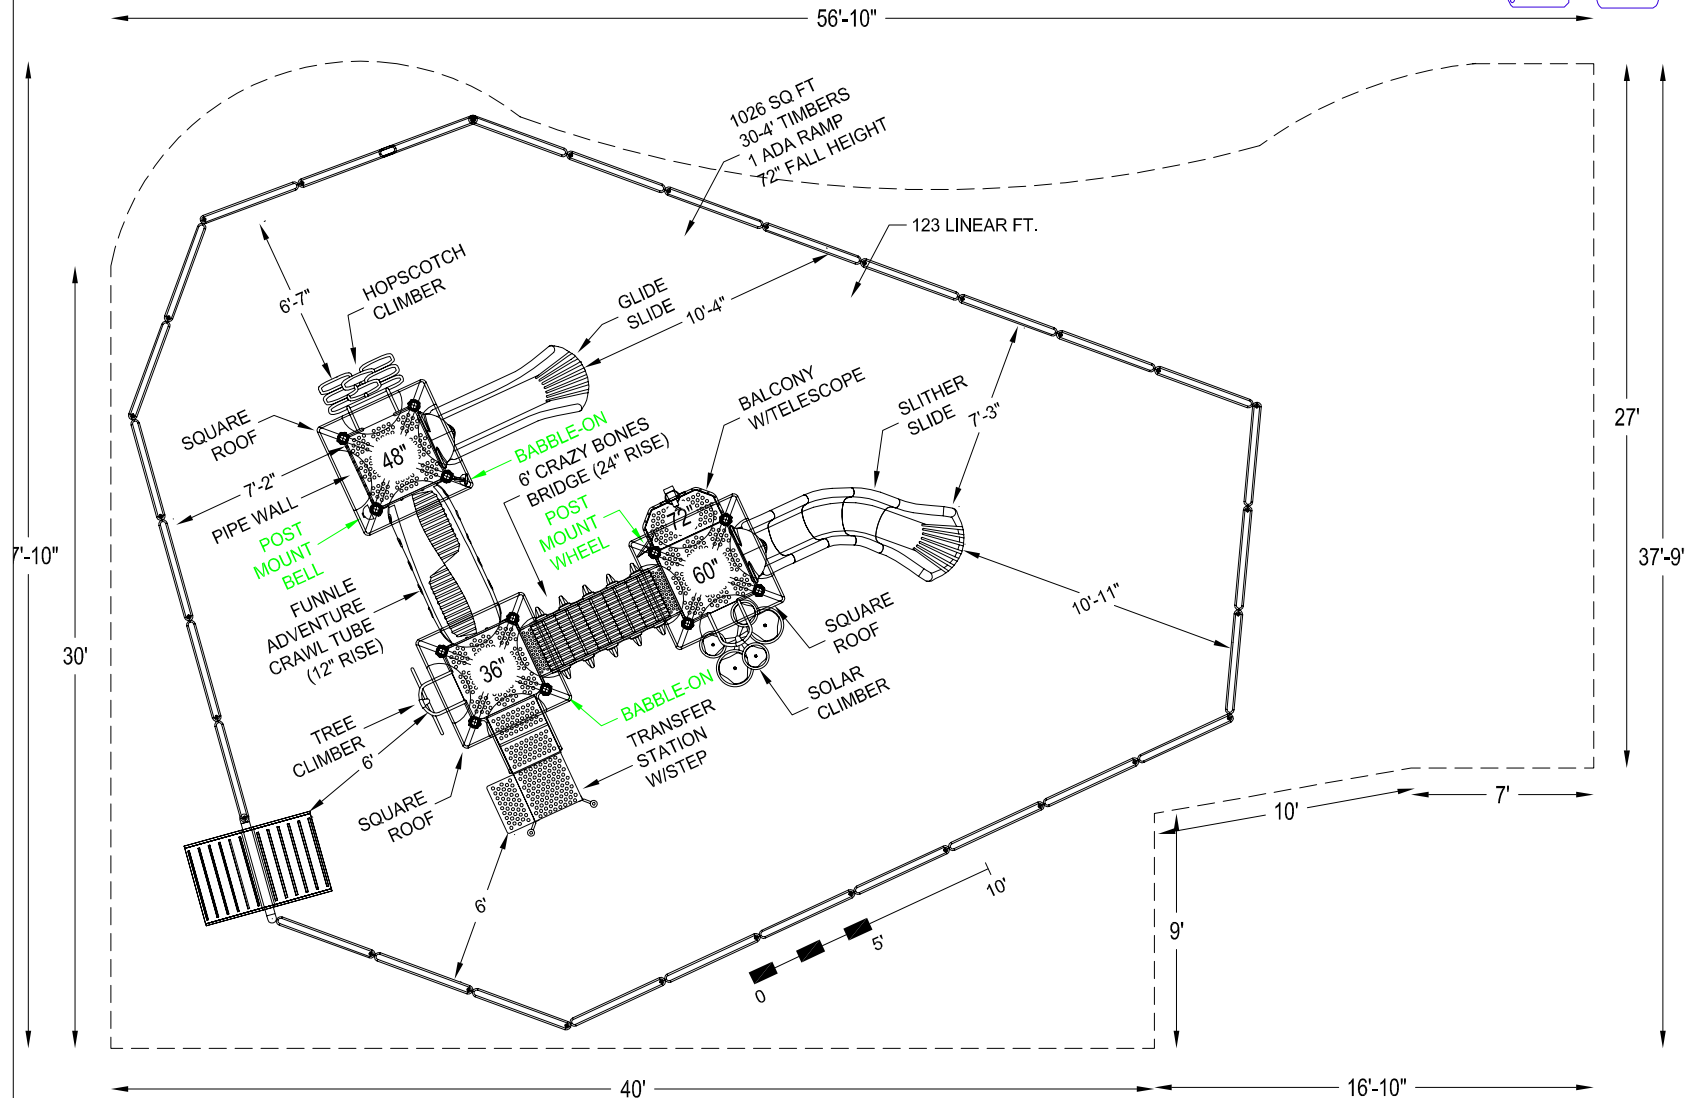 56'-10"
1026 SQ FT
30-4' TIMBERS
1 ADA RAMP
72" FALL HEIGHT
123 LINEAR FT.
HOPSCOTCH
CLIMBER
6'-7"
GLIDE
SLIDE
10'-4"
BALCONY
W/TELESCOPE
SLITHER
SLIDE
7'-3"
27'
SQUARE
ROOF
48"
BABBLE-ON
6' CRAZY BONES
BRIDGE (24" RISE)
7'-2"
PIPE WALL
POST
MOUNT
BELL
POST
MOUNT
WHEEL
72"
60"
7'-10"
37'-9'
FUNNLE
ADVENTURE
CRAWL TUBE
(12" RISE)
10'-11"
SQUARE
ROOF
30'
36"
BABBLE-ON
SOLAR
CLIMBER
TREE
CLIMBER
6'
TRANSFER
STATION
W/STEP
SQUARE
ROOF
7'
10'
6'
10'
5'
0
9'
40'
16'-10"